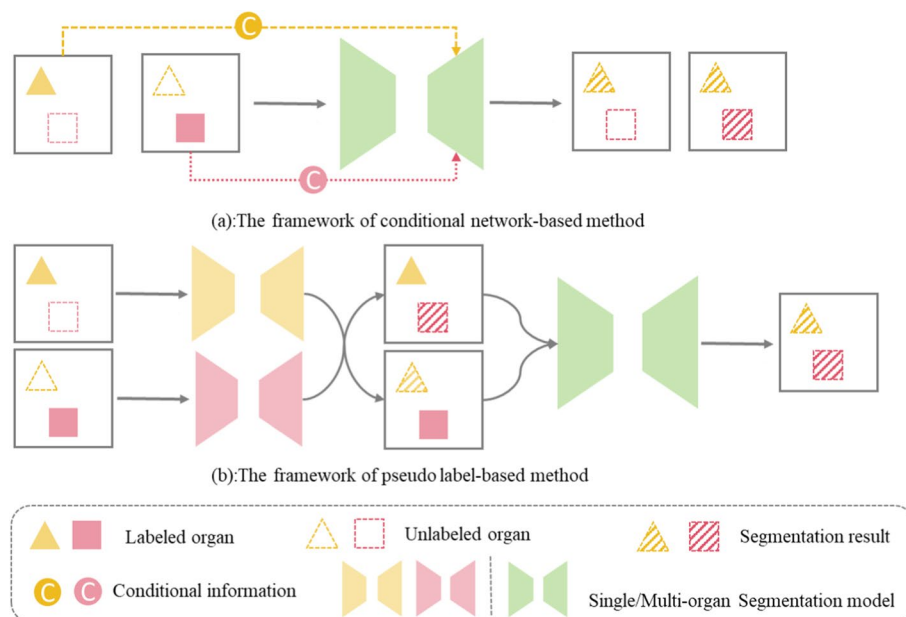 C
C
(a):The framework of conditional network-based method
(b):The framework of pseudo label-based method
Labeled organ
Unlabeled organ
Segmentation result
C C Conditional information
Single/Multi-organ Segmentation model